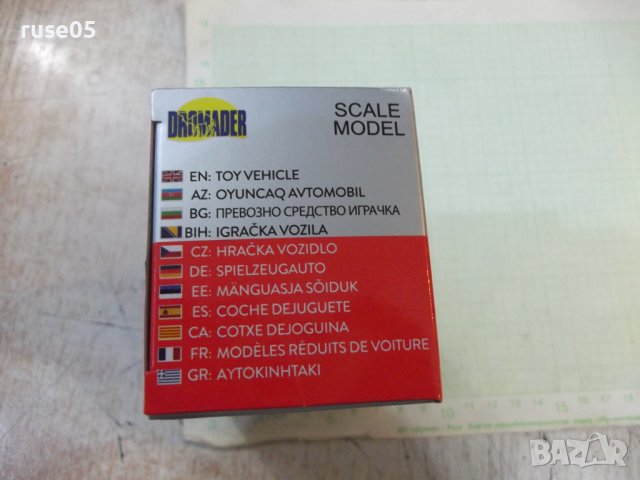 ruse05
DROMADER
SCALE
MODEL
EN: TOY VEHICLE
AZ: OYUNCAQ AVTOMOBIL
BG: ПРЕВОЗНО СРЕДСТВО ИГРАЧКА
BIH: IGRAČKA VOZILA
CZ: HRAČKA VOZIDLO
DE: SPIELZEUGAUTO
EE: MÄNGUASJA SÕIDUK
ES: COCHE DEJUGUETE
CA: COTXE DEJOGUINA
FR: MODÈLES RÉDUITS DE VOITURE
GR: ΑΥΤΟΚΙΝΗΤΑΚΙ
BAZAR